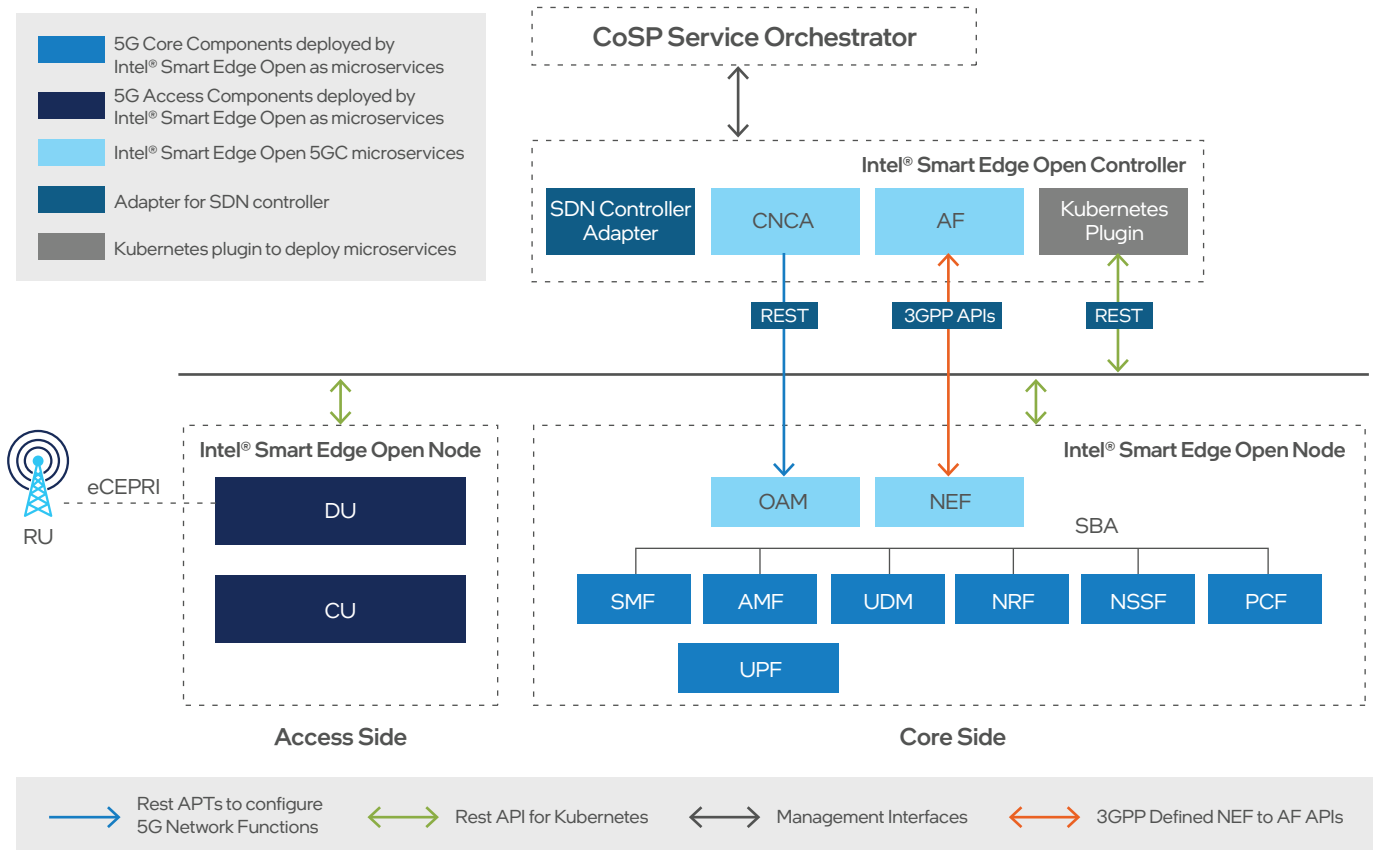 5G Core Components deployed by
Intel® Smart Edge Open as microservices
5G Access Components deployed by
Intel® Smart Edge Open as microservices
Intel® Smart Edge Open 5GC microservices
Adapter for SDN controller
Kubernetes plugin to deploy microservices
CoSP Service Orchestrator
Intel® Smart Edge Open Controller
SDN Controller
Adapter
CNCA
AF
Kubernetes
Plugin
REST
3GPP APIs
REST
RU
eCEPRI
Intel® Smart Edge Open Node
DU
CU
Access Side
Intel® Smart Edge Open Node
OAM
NEF
SBA
SMF
AMF
UDM
NRF
NSSF
PCF
UPF
Core Side
Rest APTs to configure
5G Network Functions
Rest API for Kubernetes
Management Interfaces
3GPP Defined NEF to AF APIs